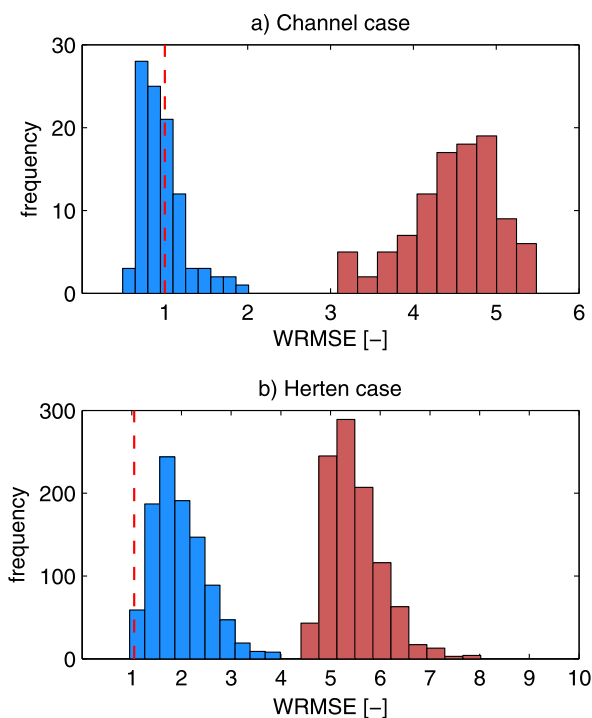 a) Channel case
30
20
10
0
frequency
1 2 3 4 5 6
WRMSE [–]
b) Herten case
300
200
100
0
frequency
1 2 3 4 5 6 7 8 9 10
WRMSE [–]